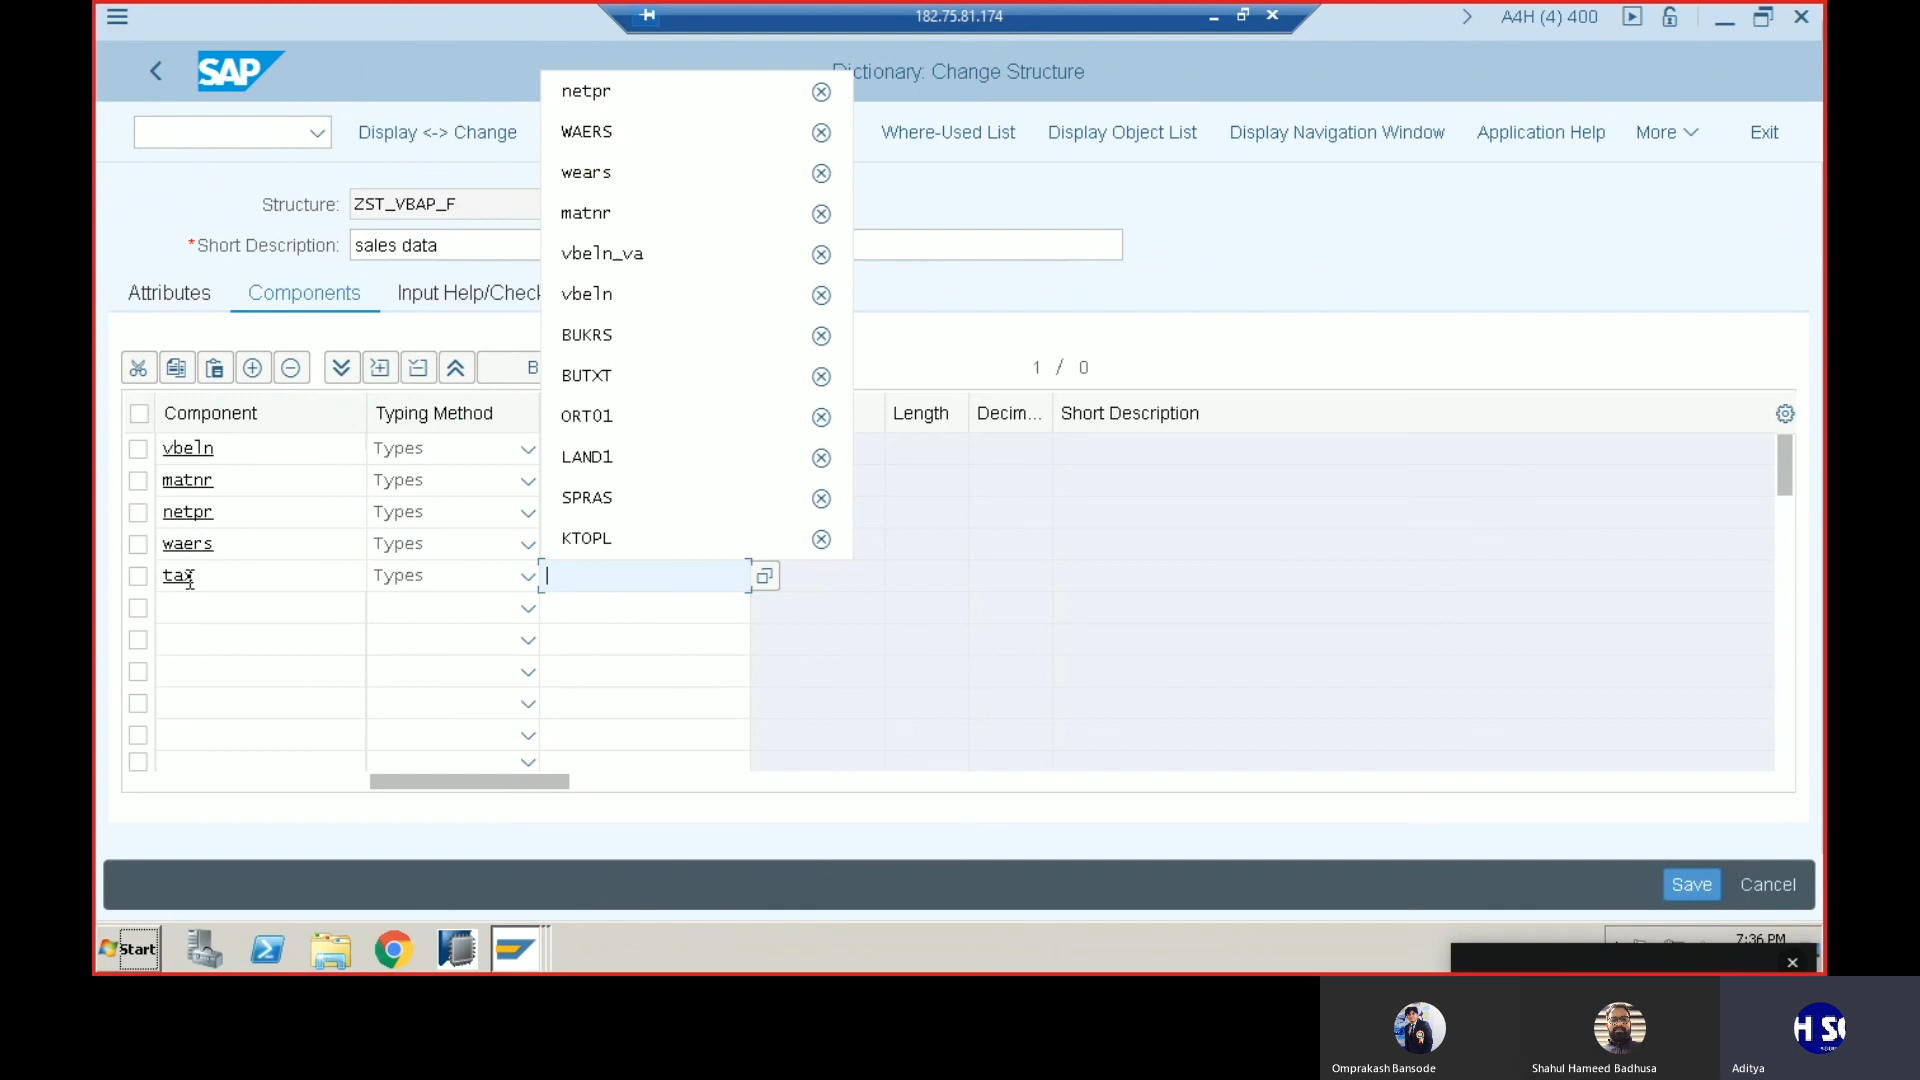 182.75.81.174
A4H (4) 400
SAP
Dictionary: Change Structure
Display <-> Change
Where-Used List
Display Object List
Display Navigation Window
Application Help
More
Exit
Structure: ZST_VBAP_F
*Short Description: sales data
Attributes
Components
Input Help/Check
netpr
WAERS
wears
matnr
vbeln_va
vbeln
BUKRS
BUTXT
ORT01
LAND1
SPRAS
KTOPL
B
1 / 0
Component
Typing Method
Length
Decim...
Short Description
vbeln Types
matnr Types
netpr Types
waers Types
tax Types
Save
Cancel
Start
7:36 PM
Omprakash Bansode
Shahul Hameed Badhusa
Aditya